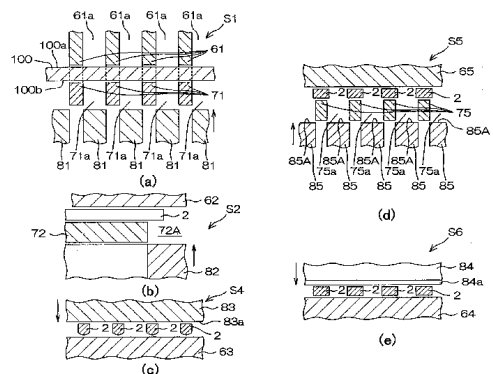 61a 61a 61a 61a S1
100a
100
61
100b
71
71a 71a 71a 71a
81 81 81 81 81
(a)
62
S2
2
72 72A
82
(b)
S4
83
83a
2 2 2 2
63
(c)
S5
65
2 2 2 2
75
85A
85A 85A 85A 85A
75a 75a 75a 75a
85 85 85 85 85
(d)
S6
84
84a
2 2 2 2
64
(e)